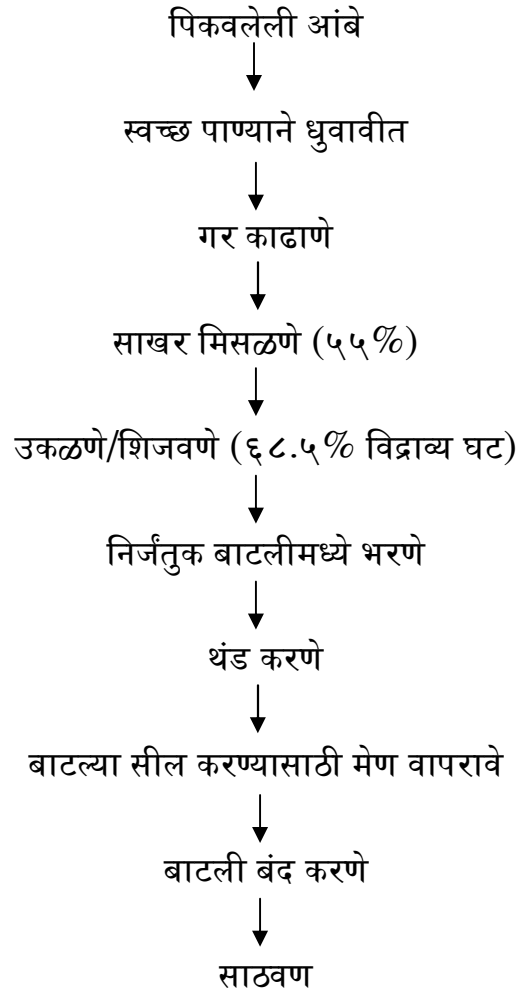 पिकवलेली आंबे
स्वच्छ पाण्याने धुवावीत
गर काढाणे
साखर मिसळणे (५५%)
उकळणे/शिजवणे (६८.५% विद्राव्य घट)
निर्जंतुक बाटलीमध्ये भरणे
थंड करणे
बाटल्या सील करण्यासाठी मेण वापरावे
बाटली बंद करणे
साठवण